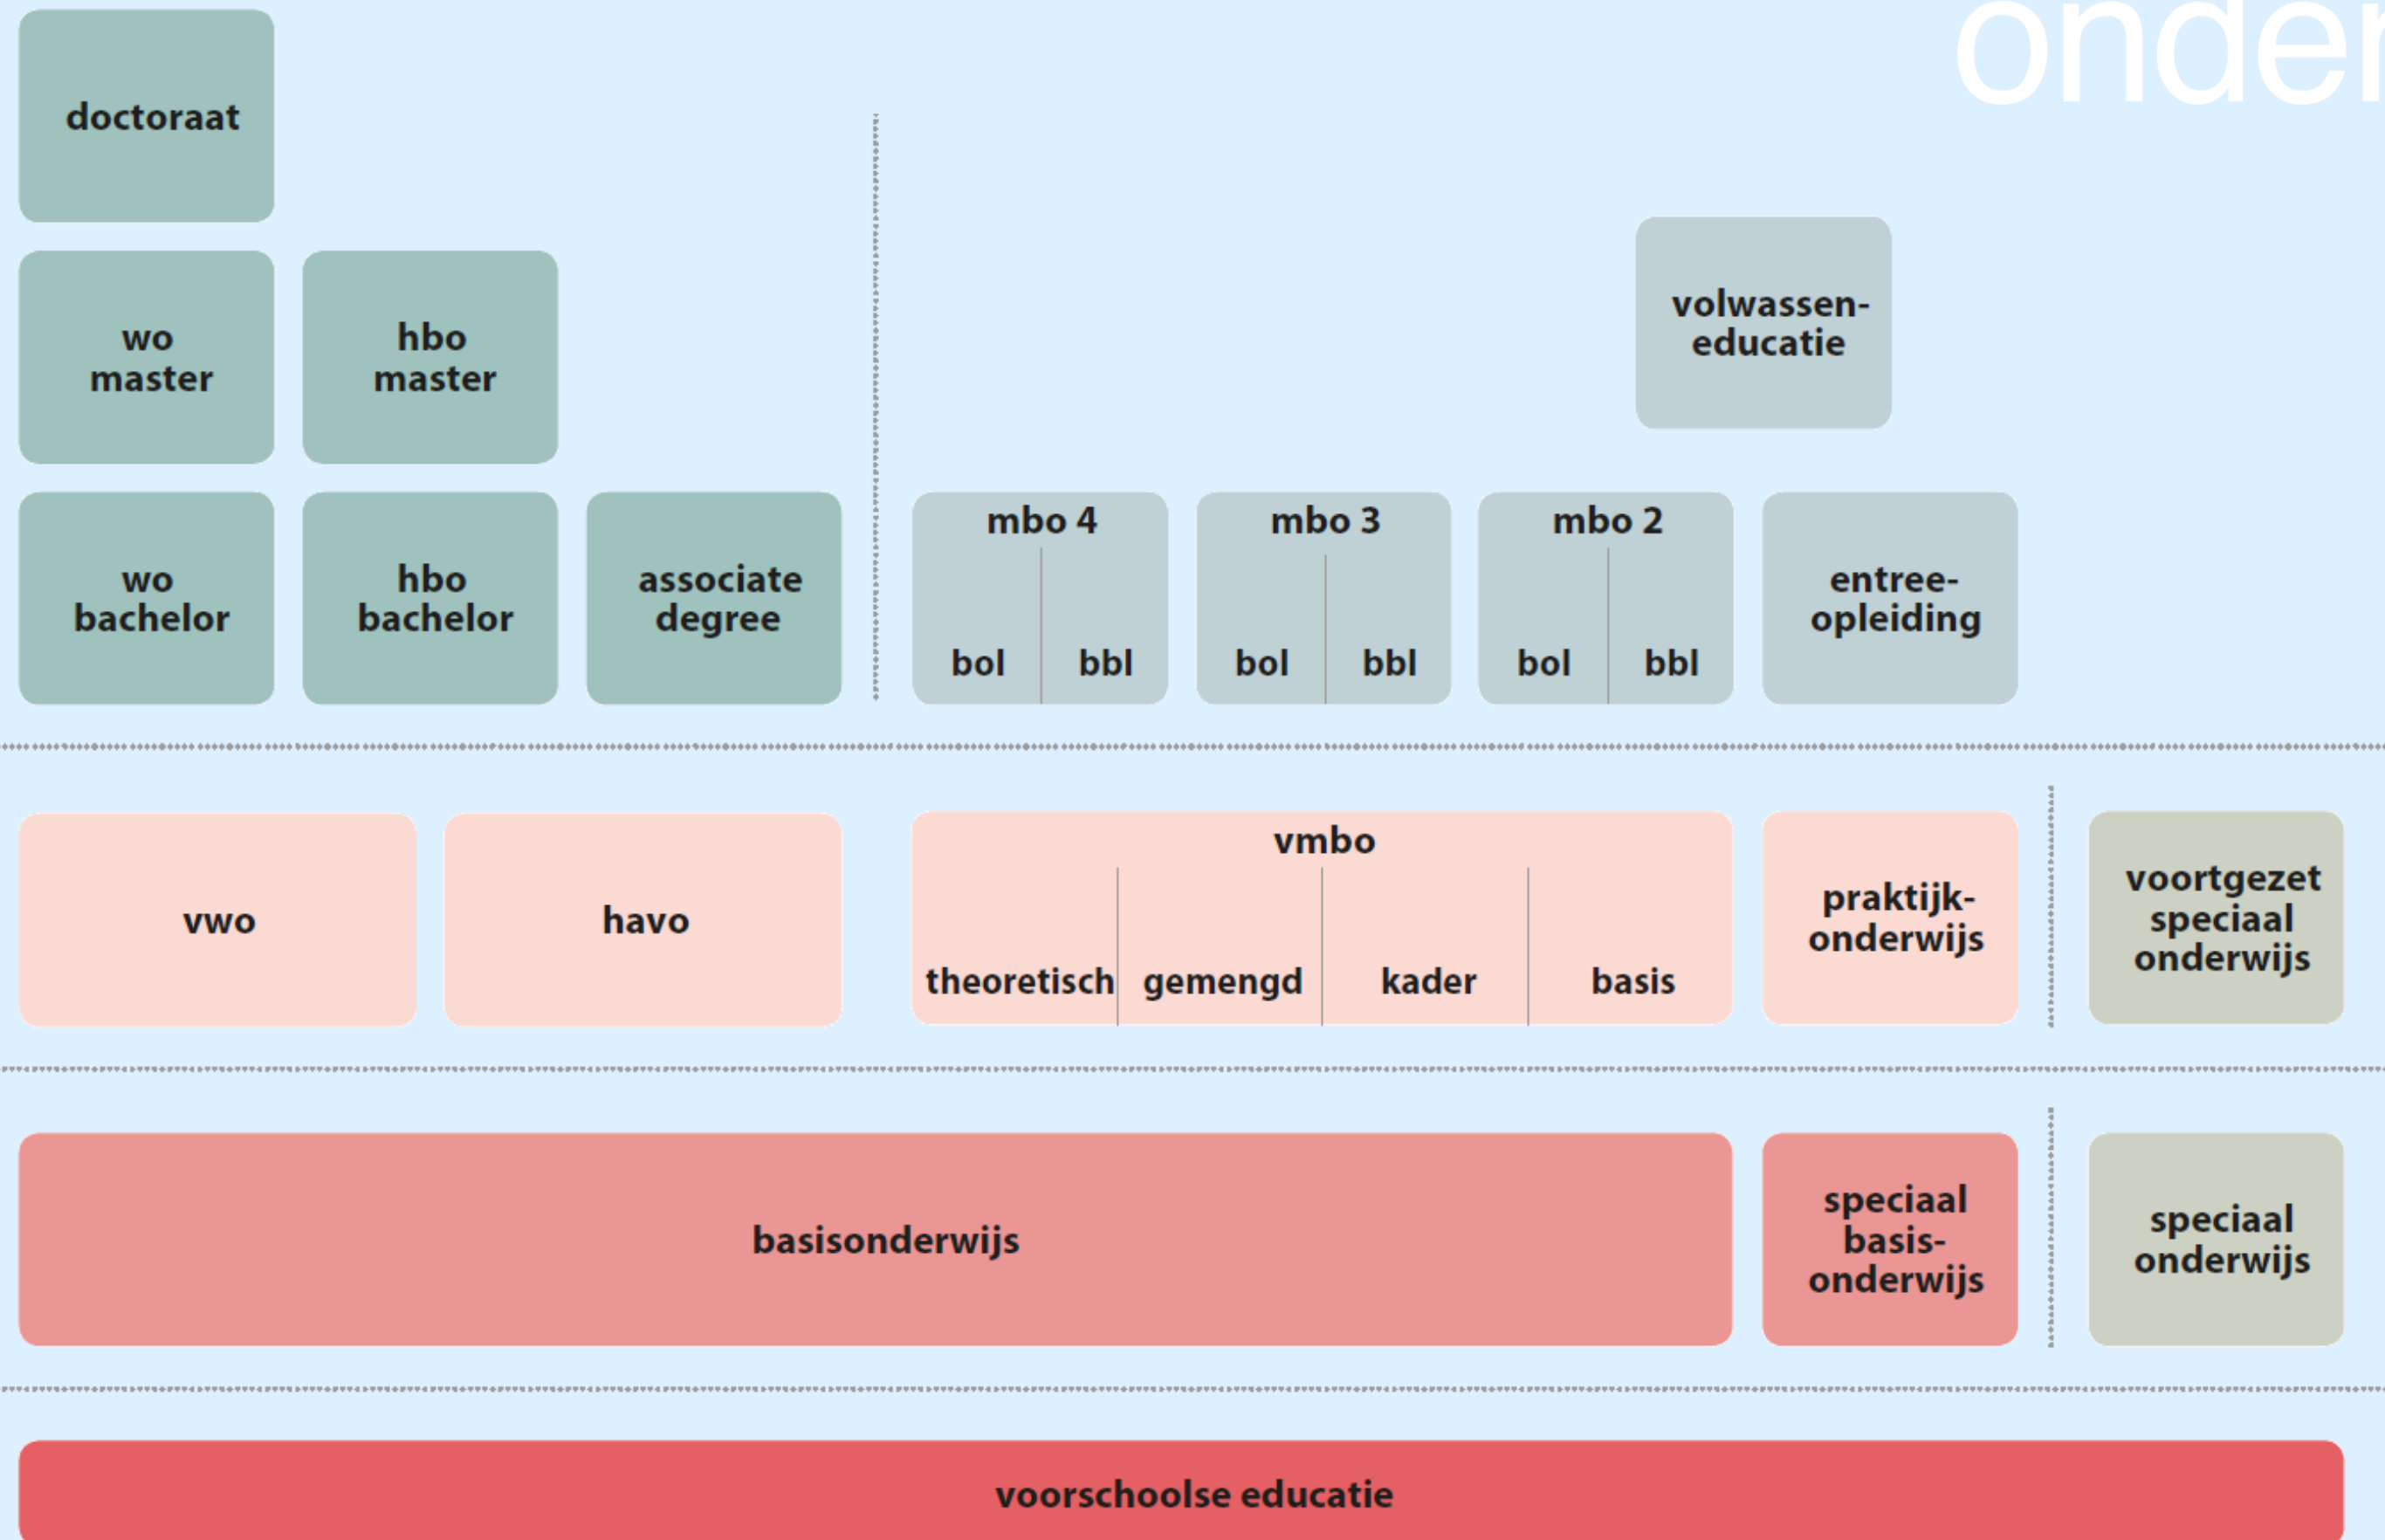 onder
doctoraat
volwassen-
educatie
wo
master
hbo
master
wo
bachelor
hbo
bachelor
associate
degree
mbo 4
bol bbl
mbo 3
bol bbl
mbo 2
bol bbl
entree-
opleiding
vwo
havo
vmbo
theoretisch gemengd kader basis
praktijk-
onderwijs
voortgezet
speciaal
onderwijs
basisonderwijs
speciaal
basis-
onderwijs
speciaal
onderwijs
voorschoolse educatie